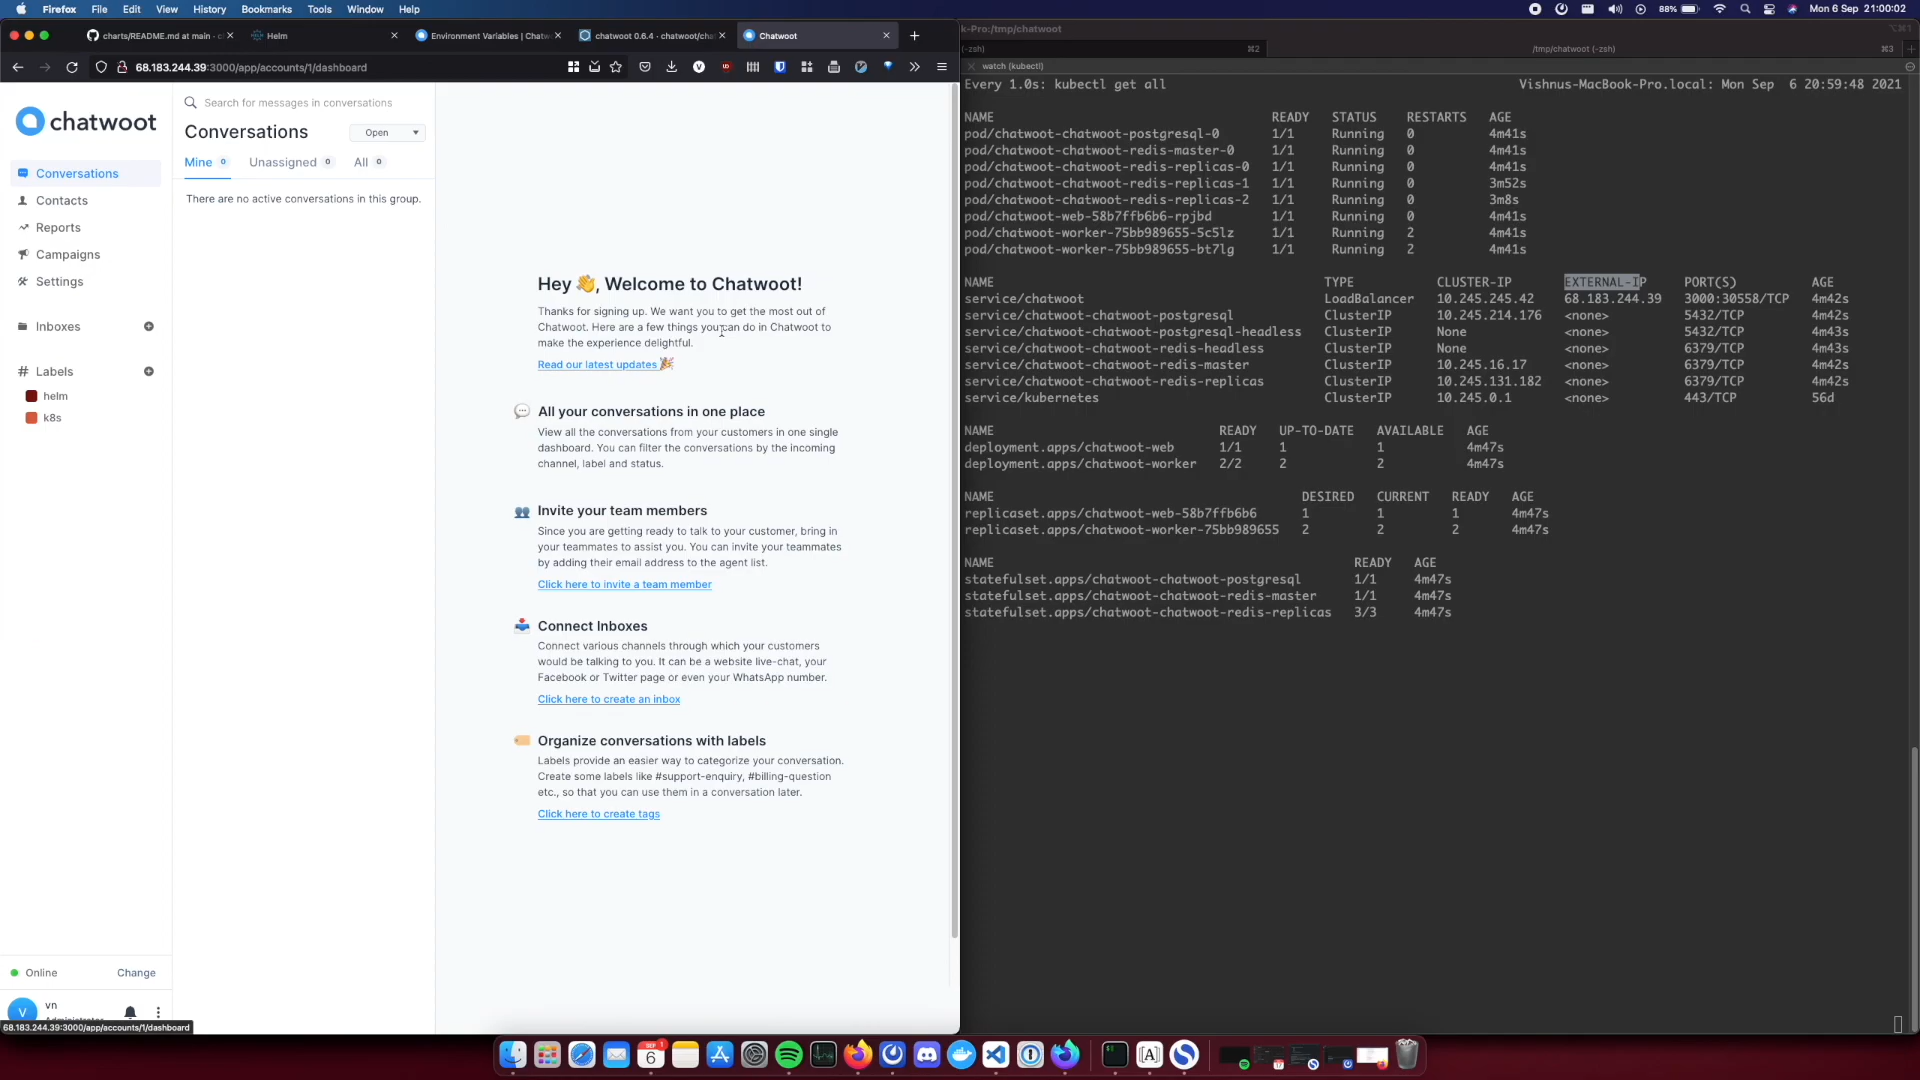 Firefox File Edit View History Bookmarks Tools Window Help
88% Mon 6 Sep 21:00:02
charts/README.md at main · c
Helm
Environment Variables | Chatw
chatwoot 0.6.4 · chatwoot/cha
Chatwoot
68.183.244.39:3000/app/accounts/1/dashboard
chatwoot
Conversations
Contacts
Reports
Campaigns
Settings
Inboxes
# Labels
helm
k8s
Online Change
V
vn
Administrator
68.183.244.39:3000/app/accounts/1/dashboard
Search for messages in conversations
Conversations Open
Mine 0 Unassigned 0 All 0
There are no active conversations in this group.
Hey 👋, Welcome to Chatwoot!
Thanks for signing up. We want you to get the most out of
Chatwoot. Here are a few things you can do in Chatwoot to
make the experience delightful.
Read our latest updates 🎉
All your conversations in one place
View all the conversations from your customers in one single
dashboard. You can filter the conversations by the incoming
channel, label and status.
Invite your team members
Since you are getting ready to talk to your customer, bring in
your teammates to assist you. You can invite your teammates
by adding their email address to the agent list.
Click here to invite a team member
Connect Inboxes
Connect various channels through which your customers
would be talking to you. It can be a website live-chat, your
Facebook or Twitter page or even your WhatsApp number.
Click here to create an inbox
Organize conversations with labels
Labels provide an easier way to categorize your conversation.
Create some labels like #support-enquiry, #billing-question
etc., so that you can use them in a conversation later.
Click here to create tags
k-Pro:/tmp/chatwoot ⌥⌘1
(-zsh) ⌘2 /tmp/chatwoot (-zsh) ⌘3
watch (kubectl)
Every 1.0s: kubectl get all Vishnus-MacBook-Pro.local: Mon Sep 6 20:59:48 2021
NAME READY STATUS RESTARTS AGE
pod/chatwoot-chatwoot-postgresql-0 1/1 Running 0 4m41s
pod/chatwoot-chatwoot-redis-master-0 1/1 Running 0 4m41s
pod/chatwoot-chatwoot-redis-replicas-0 1/1 Running 0 4m41s
pod/chatwoot-chatwoot-redis-replicas-1 1/1 Running 0 3m52s
pod/chatwoot-chatwoot-redis-replicas-2 1/1 Running 0 3m8s
pod/chatwoot-web-58b7ffb6b6-rpjbd 1/1 Running 0 4m41s
pod/chatwoot-worker-75bb989655-5c5lz 1/1 Running 2 4m41s
pod/chatwoot-worker-75bb989655-bt7lg 1/1 Running 2 4m41s
NAME TYPE CLUSTER-IP EXTERNAL-IP PORT(S) AGE
service/chatwoot LoadBalancer 10.245.245.42 68.183.244.39 3000:30558/TCP 4m42s
service/chatwoot-chatwoot-postgresql ClusterIP 10.245.214.176 <none> 5432/TCP 4m42s
service/chatwoot-chatwoot-postgresql-headless ClusterIP None <none> 5432/TCP 4m43s
service/chatwoot-chatwoot-redis-headless ClusterIP None <none> 6379/TCP 4m43s
service/chatwoot-chatwoot-redis-master ClusterIP 10.245.16.17 <none> 6379/TCP 4m42s
service/chatwoot-chatwoot-redis-replicas ClusterIP 10.245.131.182 <none> 6379/TCP 4m42s
service/kubernetes ClusterIP 10.245.0.1 <none> 443/TCP 56d
NAME READY UP-TO-DATE AVAILABLE AGE
deployment.apps/chatwoot-web 1/1 1 1 4m47s
deployment.apps/chatwoot-worker 2/2 2 2 4m47s
NAME DESIRED CURRENT READY AGE
replicaset.apps/chatwoot-web-58b7ffb6b6 1 1 1 4m47s
replicaset.apps/chatwoot-worker-75bb989655 2 2 2 4m47s
NAME READY AGE
statefulset.apps/chatwoot-chatwoot-postgresql 1/1 4m47s
statefulset.apps/chatwoot-chatwoot-redis-master 1/1 4m47s
statefulset.apps/chatwoot-chatwoot-redis-replicas 3/3 4m47s
SEP
6
1
[A]